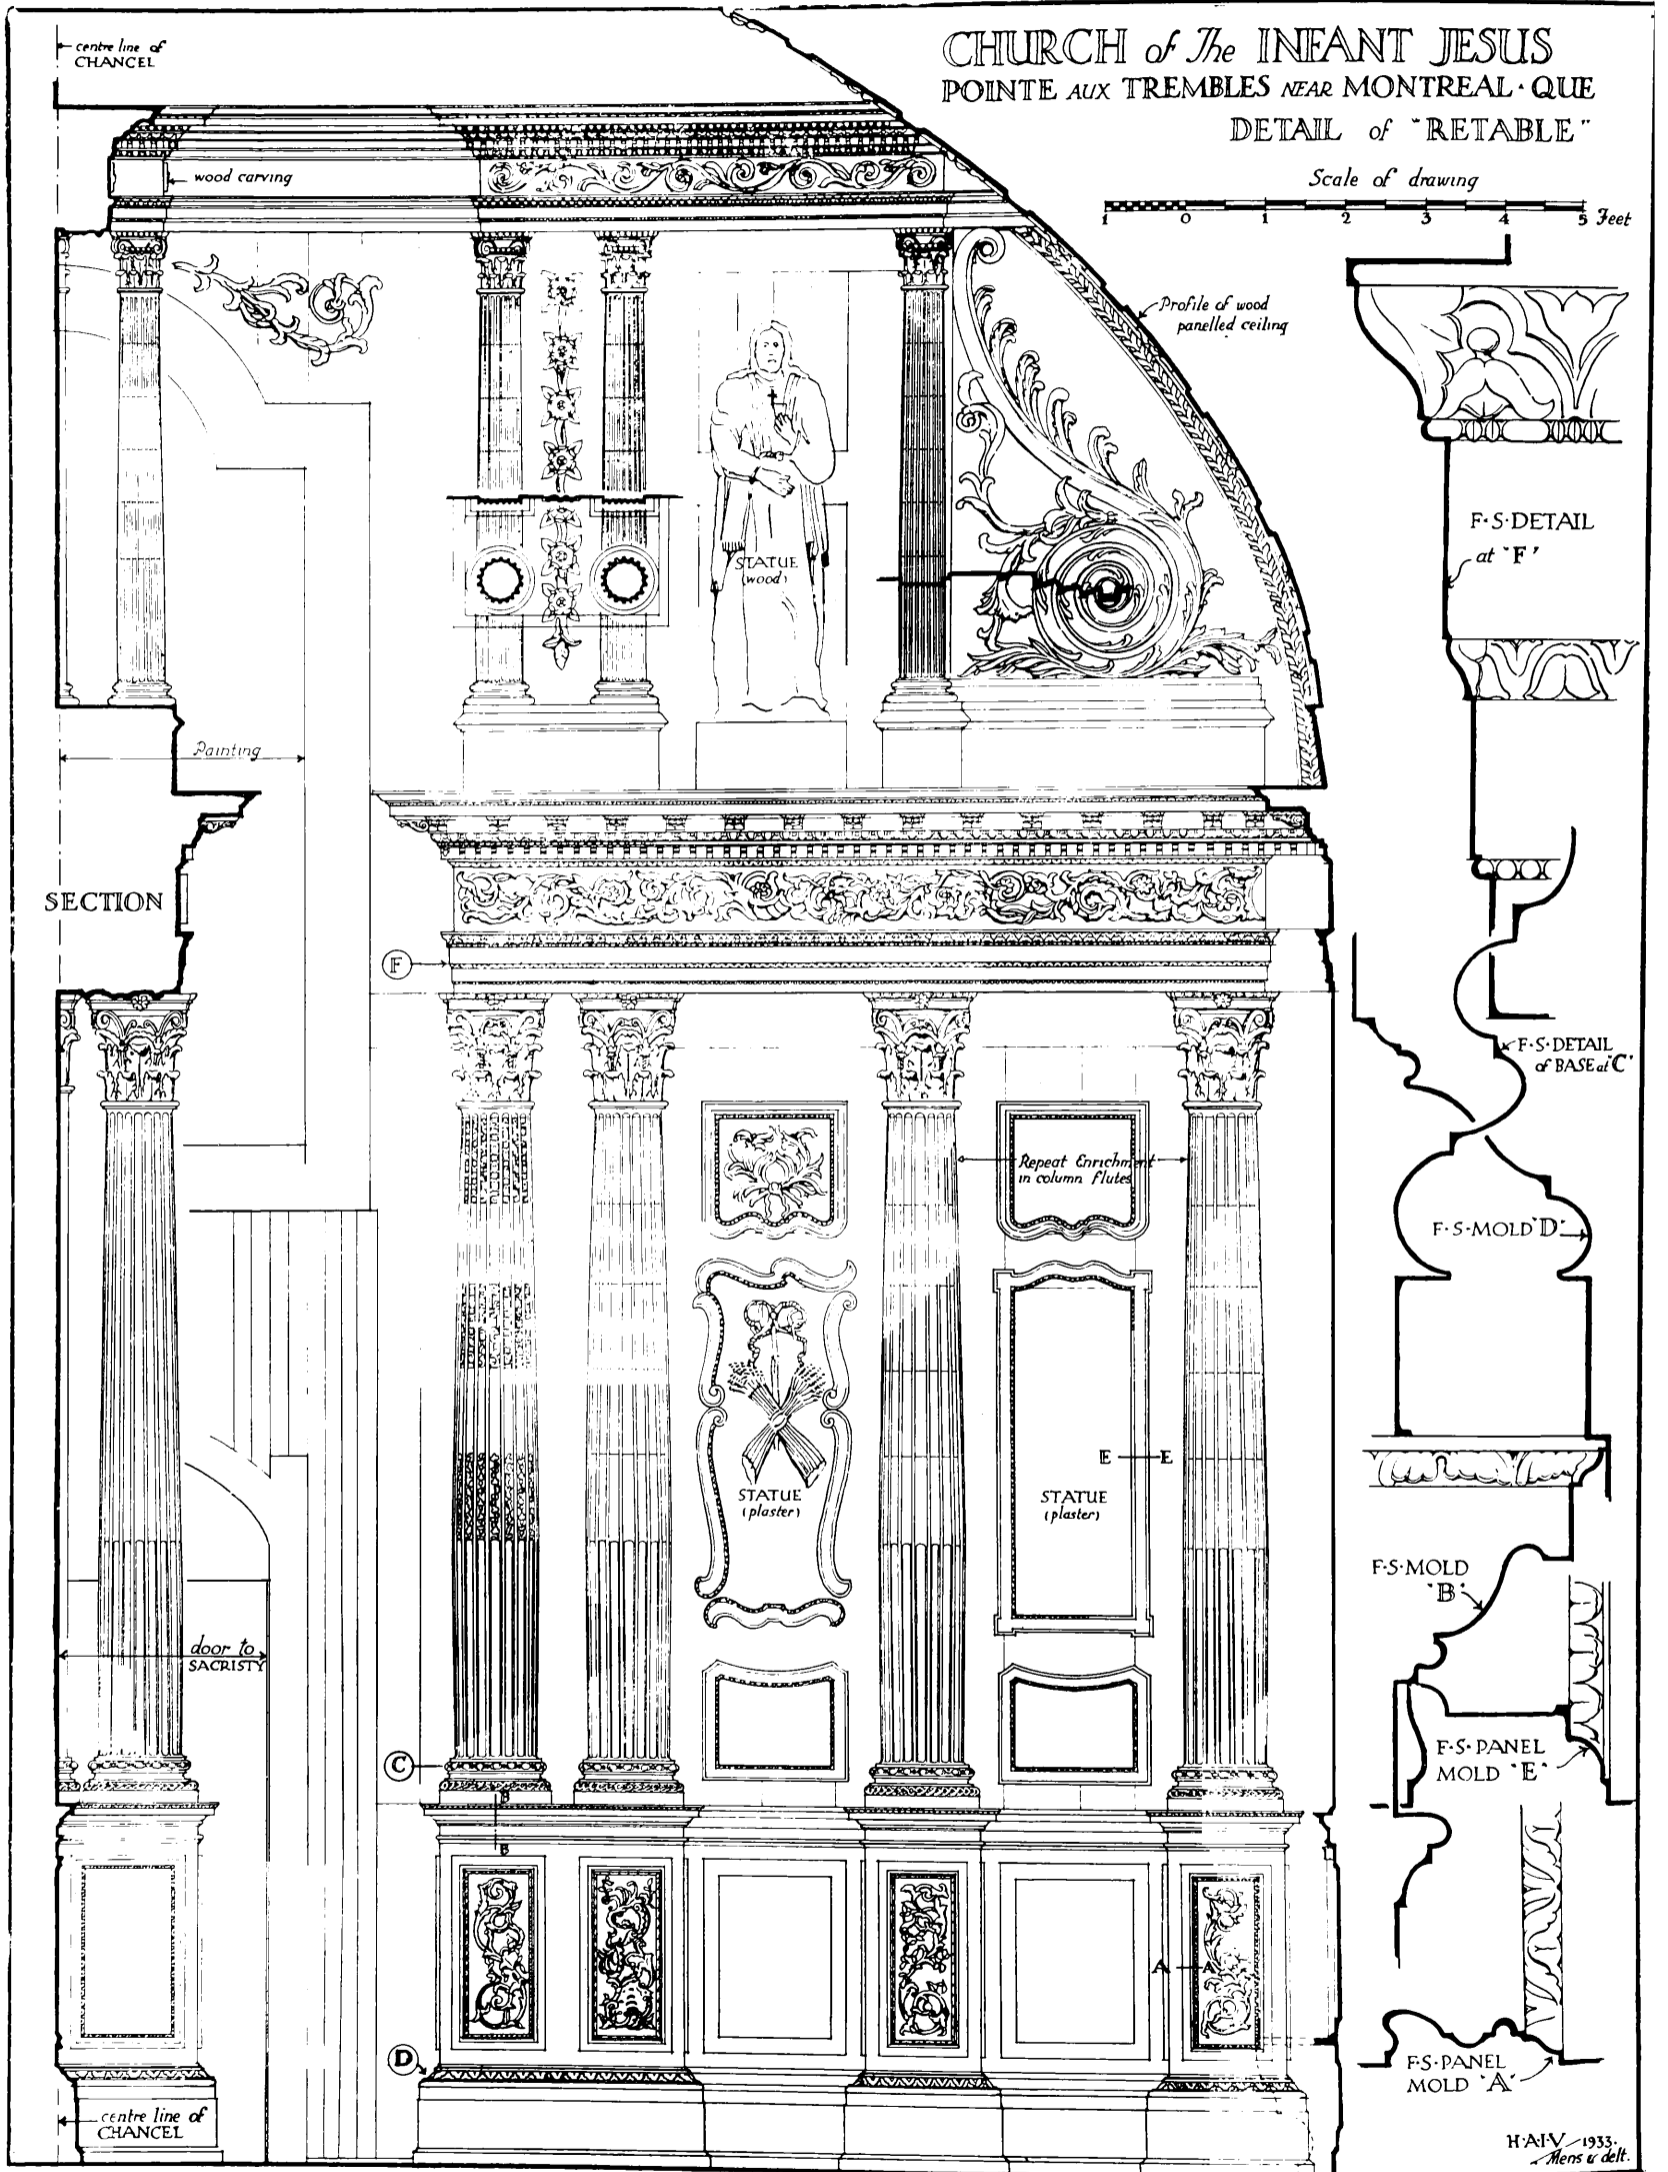 centre line of
CHANCEL
CHURCH of The INFANT JESUS
POINTE AUX TREMBLES NEAR MONTREAL · QUE
DETAIL of "RETABLE"
Scale of drawing
1 0 1 2 3 4 5 Feet
wood carving
Profile of wood
panelled ceiling
F·S·DETAIL
at "F"
STATUE
(wood)
Painting
SECTION
F
F·S·DETAIL
of BASE at "C"
Repeat Enrichment
in column flutes
F·S·MOLD "D"
E E
STATUE
(plaster)
STATUE
(plaster)
F·S·MOLD
"B"
door to
SACRISTY
C
F·S·PANEL
MOLD "E"
B
B
A A
D
F·S·PANEL
MOLD "A"
centre line of
CHANCEL
H·A·I·V 1933.
Mens & delt.